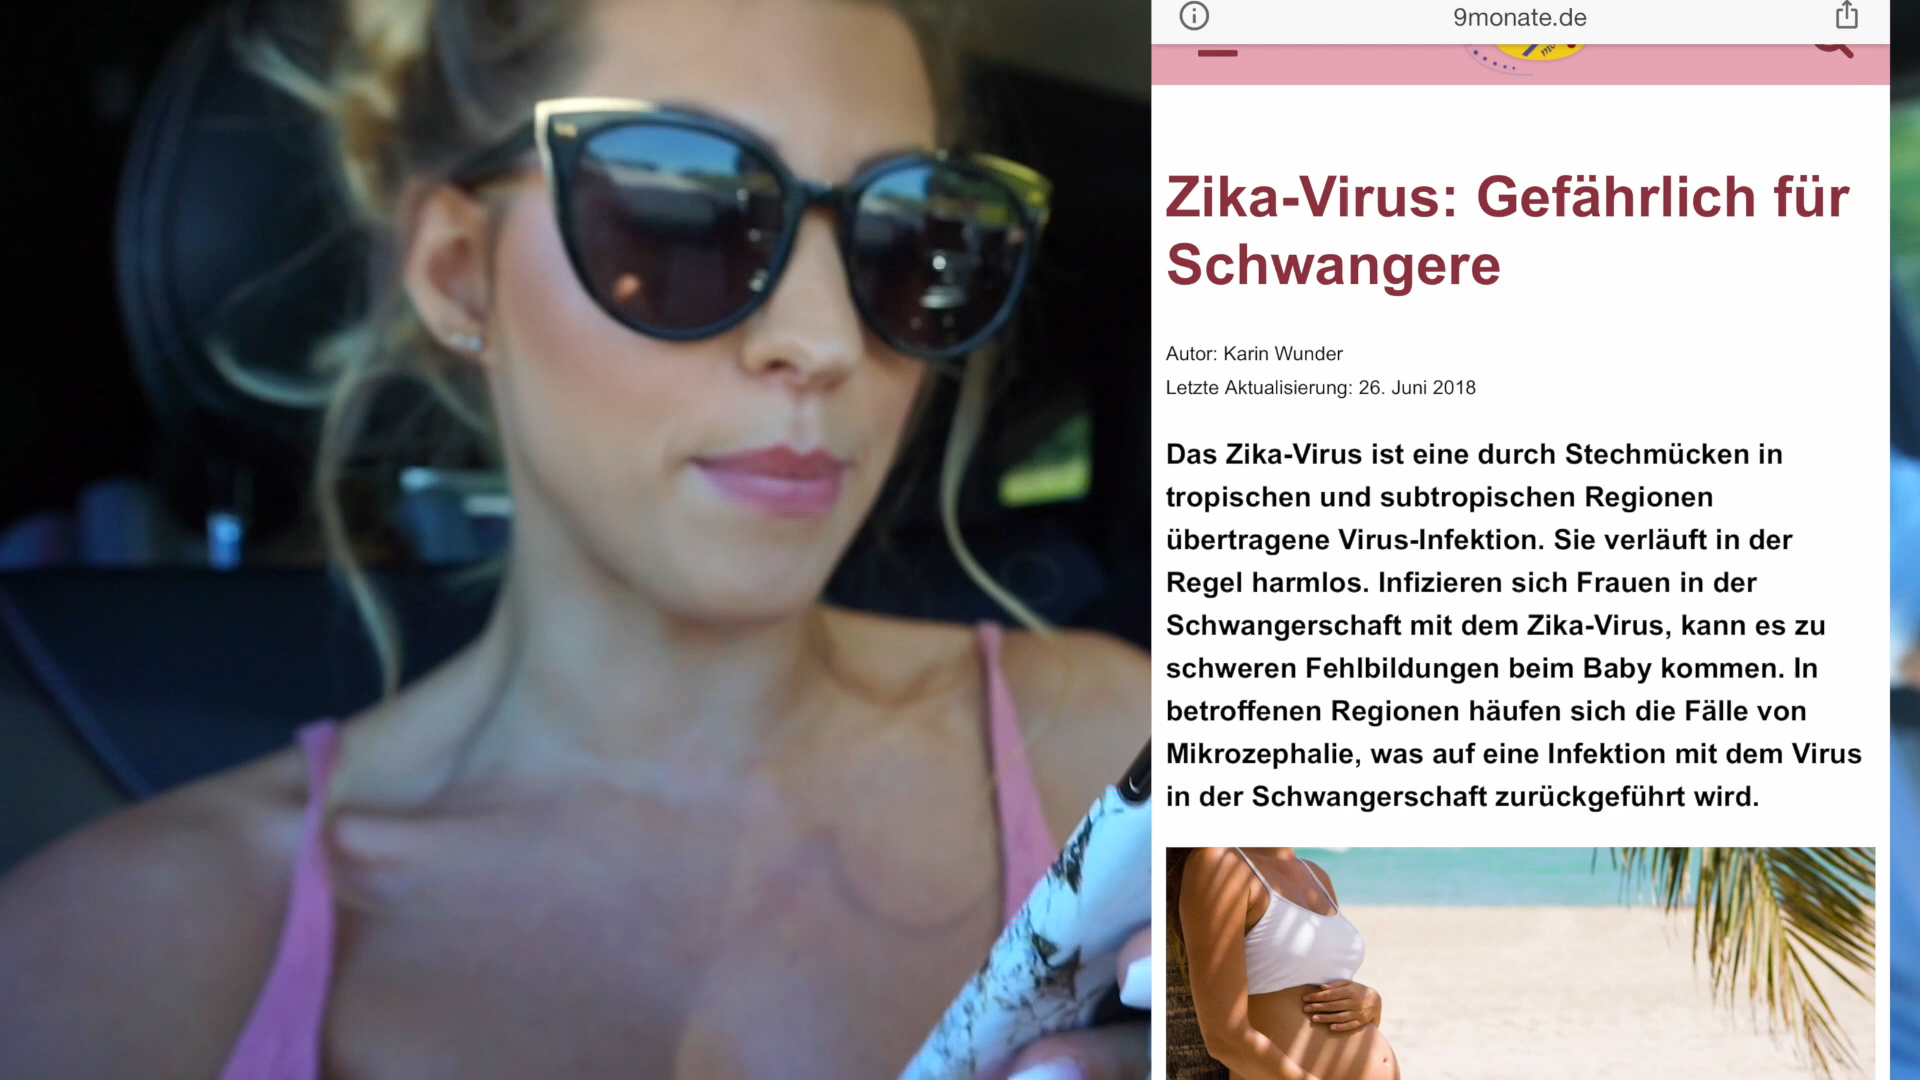 9monate.de
Zika-Virus: Gefährlich für
Schwangere
Autor: Karin Wunder
Letzte Aktualisierung: 26. Juni 2018
Das Zika-Virus ist eine durch Stechmücken in
tropischen und subtropischen Regionen
übertragene Virus-Infektion. Sie verläuft in der
Regel harmlos. Infizieren sich Frauen in der
Schwangerschaft mit dem Zika-Virus, kann es zu
schweren Fehlbildungen beim Baby kommen. In
betroffenen Regionen häufen sich die Fälle von
Mikrozephalie, was auf eine Infektion mit dem Virus
in der Schwangerschaft zurückgeführt wird.